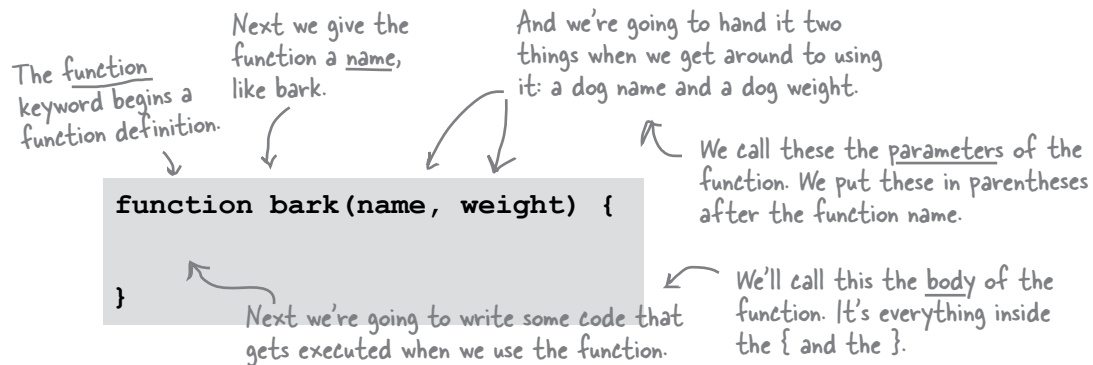 The function
keyword begins a
function definition.
Next we give the
function a name,
like bark.
And we're going to hand it two
things when we get around to using
it: a dog name and a dog weight.
We call these the parameters of the
function. We put these in parentheses
after the function name.
function bark(name, weight) {
}
Next we're going to write some code that
gets executed when we use the function.
We'll call this the body of the
function. It's everything inside
the { and the }.